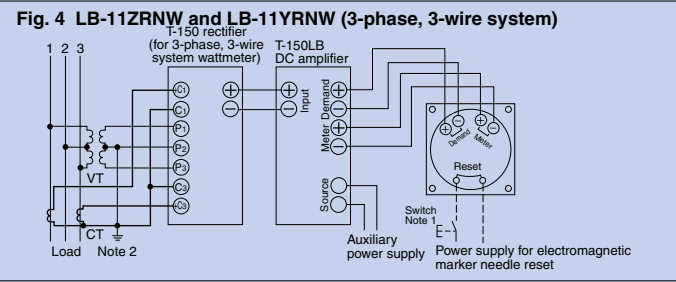 Fig. 4 LB-11ZRNW and LB-11YRNW (3-phase, 3-wire system)
T-150 rectifier
(for 3-phase, 3-wire
system wattmeter)
T-150LB
DC amplifier
1 2 3
+C1
C1
P1
P2
P3
C3
+C3
+
−
+
−
Input
Demand
+
−
Meter
+
−
Source
+
−
+
−
Demand
Meter
Reset
VT
CT
Load
Note 2
Auxiliary
power supply
Switch
Note 1
Power supply for electromagnetic
marker needle reset